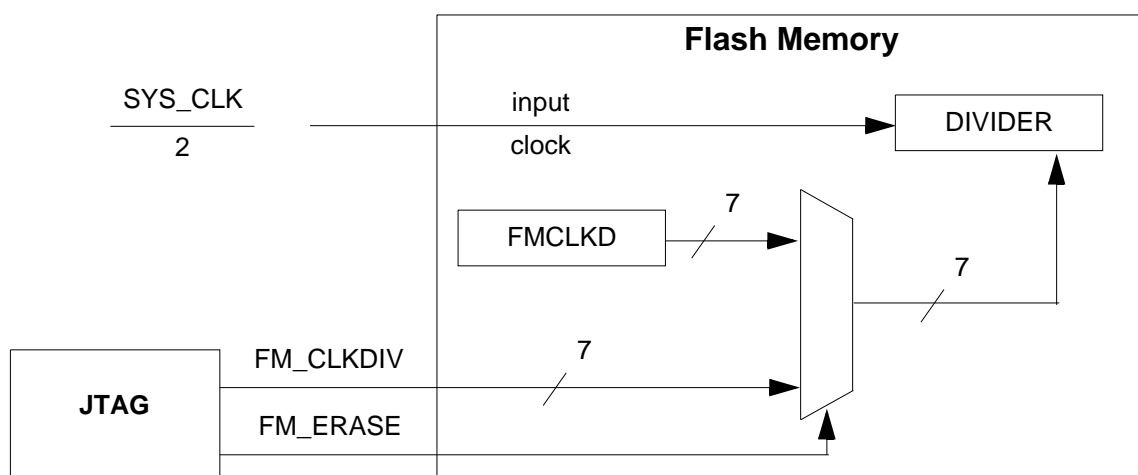 Flash Memory
SYS_CLK
2
input
clock
DIVIDER
FMCLKD
7
7
FM_CLKDIV
7
JTAG
FM_ERASE